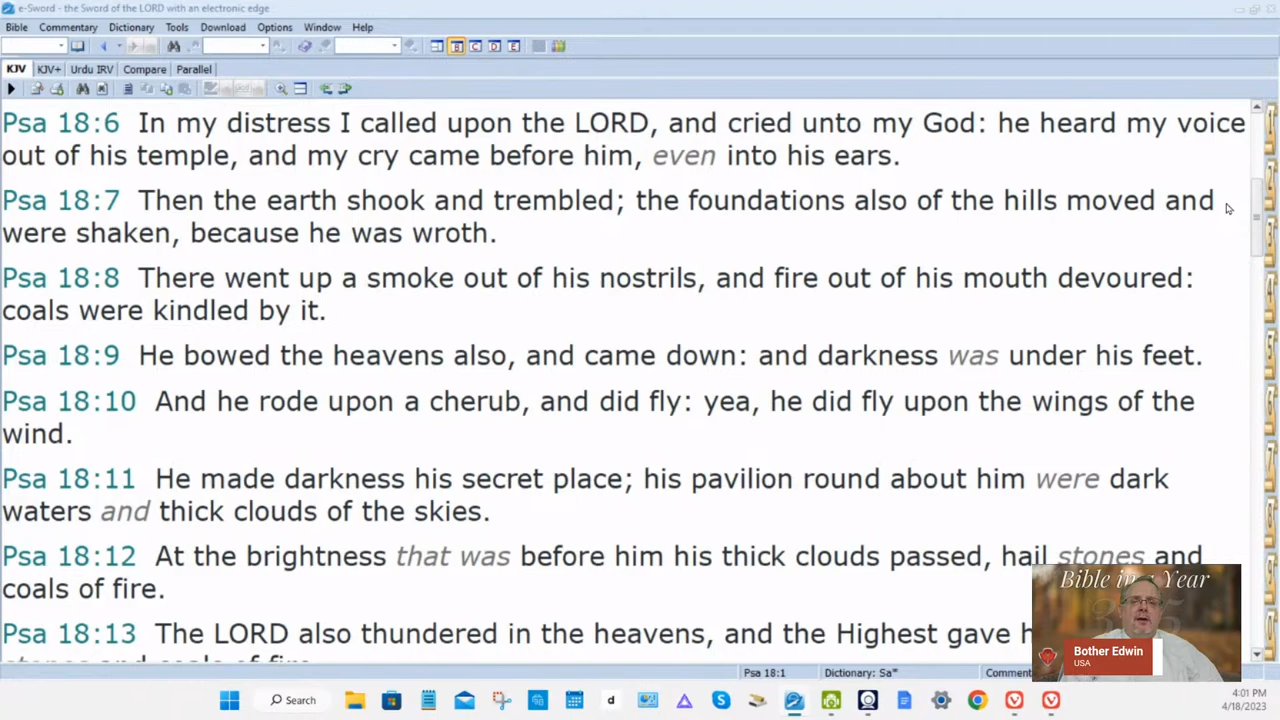 e-Sword - the Sword of the LORD with an electronic edge
Bible Commentary Dictionary Tools Download Options Window Help
B C D E
KJV KJV+ Urdu IRV Compare Parallel
Psa 18:6 In my distress I called upon the LORD, and cried unto my God: he heard my voice
out of his temple, and my cry came before him, even into his ears.
Psa 18:7 Then the earth shook and trembled; the foundations also of the hills moved and
were shaken, because he was wroth.
Psa 18:8 There went up a smoke out of his nostrils, and fire out of his mouth devoured:
coals were kindled by it.
Psa 18:9 He bowed the heavens also, and came down: and darkness was under his feet.
Psa 18:10 And he rode upon a cherub, and did fly: yea, he did fly upon the wings of the
wind.
Psa 18:11 He made darkness his secret place; his pavilion round about him were dark
waters and thick clouds of the skies.
Psa 18:12 At the brightness that was before him his thick clouds passed, hail stones and
coals of fire.
Psa 18:13 The LORD also thundered in the heavens, and the Highest gave h
stones and coals of fire
Bible in a Year
Bother Edwin
USA
Psa 18:1 Dictionary: Sa* Comment
Search
4:01 PM
4/18/2023